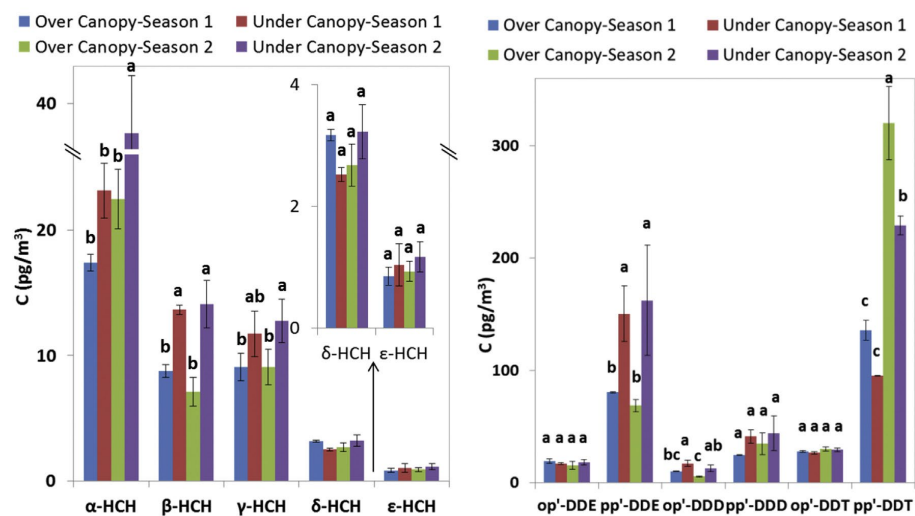 Over Canopy-Season 1 Under Canopy-Season 1
Over Canopy-Season 2 Under Canopy-Season 2
C (pg/m³)
40
20
10
0
b b b a
b a b a
b ab b a
4
2
0
a a a a
a a a a
δ-HCH ε-HCH
α-HCH β-HCH γ-HCH δ-HCH ε-HCH
Over Canopy-Season 1 Under Canopy-Season 1
Over Canopy-Season 2 Under Canopy-Season 2
C (pg/m³)
300
200
100
0
a a a a
b a b a
bc a c ab
a a a a
a a a a
c c a b
op'-DDE pp'-DDE op'-DDD pp'-DDD op'-DDT pp'-DDT